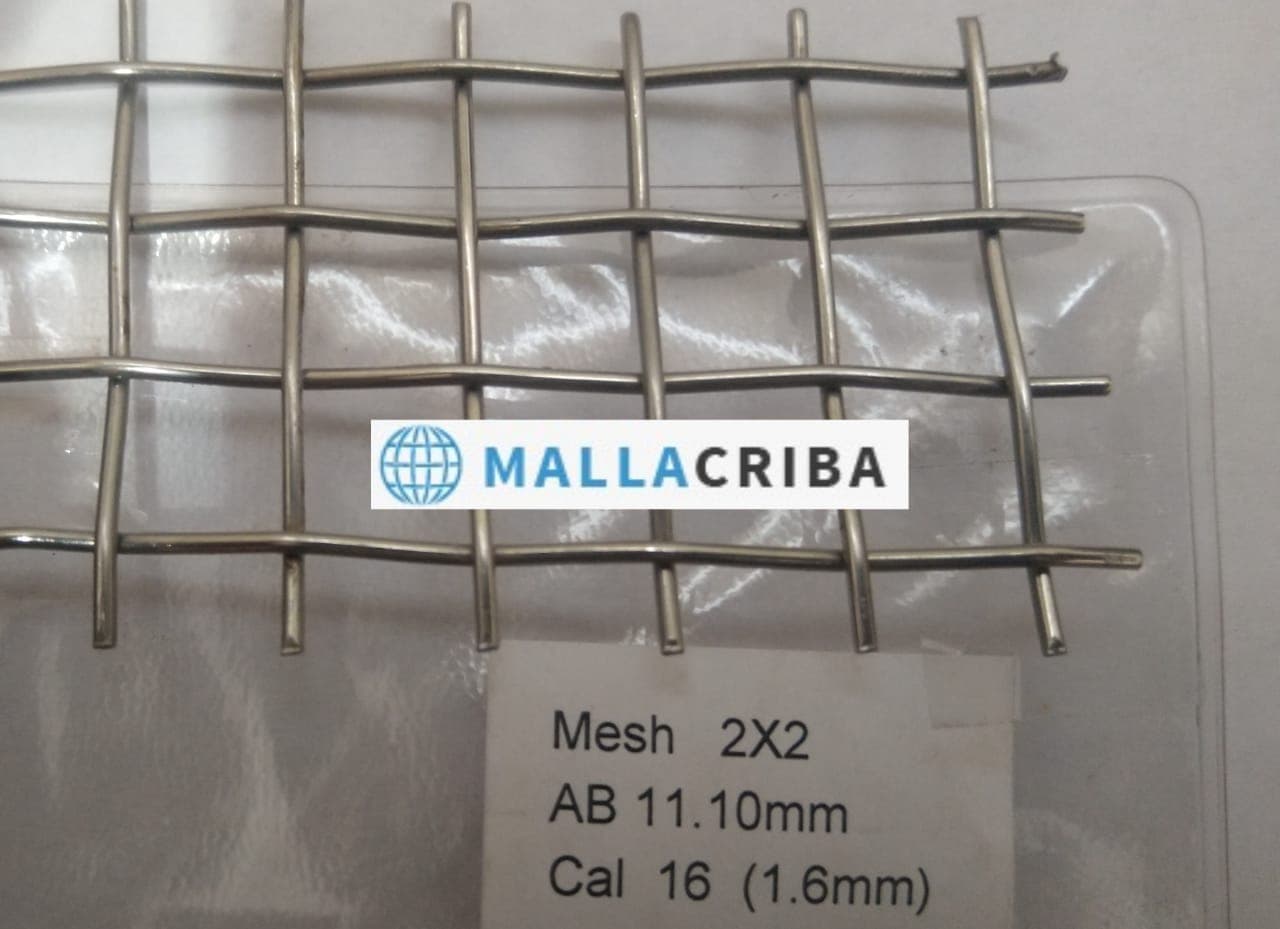 MALLACRIBA
Mesh 2X2
AB 11.10mm
Cal 16 (1.6mm)